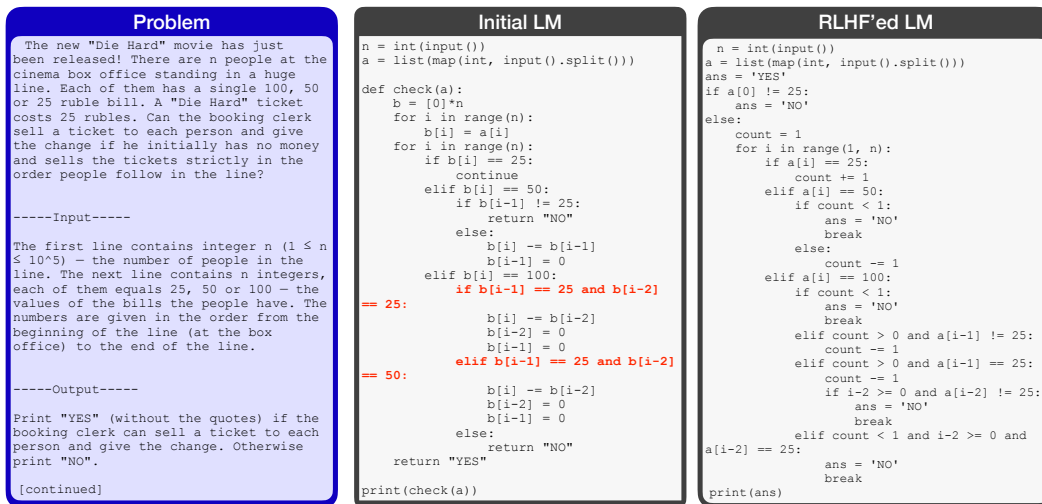 Problem
The new "Die Hard" movie has just
been released! There are n people at the
cinema box office standing in a huge
line. Each of them has a single 100, 50
or 25 ruble bill. A "Die Hard" ticket
costs 25 rubles. Can the booking clerk
sell a ticket to each person and give
the change if he initially has no money
and sells the tickets strictly in the
order people follow in the line?
-----Input-----
The first line contains integer n (1 ≤ n
≤ 10^5) — the number of people in the
line. The next line contains n integers,
each of them equals 25, 50 or 100 — the
values of the bills the people have. The
numbers are given in the order from the
beginning of the line (at the box
office) to the end of the line.
-----Output-----
Print "YES" (without the quotes) if the
booking clerk can sell a ticket to each
person and give the change. Otherwise
print "NO".
[continued]
Initial LM
n = int(input())
a = list(map(int, input().split()))
def check(a):
    b = [0]*n
    for i in range(n):
        b[i] = a[i]
    for i in range(n):
        if b[i] == 25:
            continue
        elif b[i] == 50:
            if b[i-1] != 25:
                return "NO"
            else:
                b[i] -= b[i-1]
                b[i-1] = 0
        elif b[i] == 100:
            if b[i-1] == 25 and b[i-2]
== 25:
                b[i] -= b[i-2]
                b[i-2] = 0
                b[i-1] = 0
            elif b[i-1] == 25 and b[i-2]
== 50:
                b[i] -= b[i-2]
                b[i-2] = 0
                b[i-1] = 0
            else:
                return "NO"
    return "YES"
print(check(a))
RLHF'ed LM
n = int(input())
a = list(map(int, input().split()))
ans = 'YES'
if a[0] != 25:
    ans = 'NO'
else:
    count = 1
    for i in range(1, n):
        if a[i] == 25:
            count += 1
        elif a[i] == 50:
            if count < 1:
                ans = 'NO'
                break
            else:
                count -= 1
        elif a[i] == 100:
            if count < 1:
                ans = 'NO'
                break
            elif count > 0 and a[i-1] != 25:
                count -= 1
            elif count > 0 and a[i-1] == 25:
                count -= 1
                if i-2 >= 0 and a[i-2] != 25:
                    ans = 'NO'
                    break
            elif count < 1 and i-2 >= 0 and
a[i-2] == 25:
                ans = 'NO'
                break
print(ans)